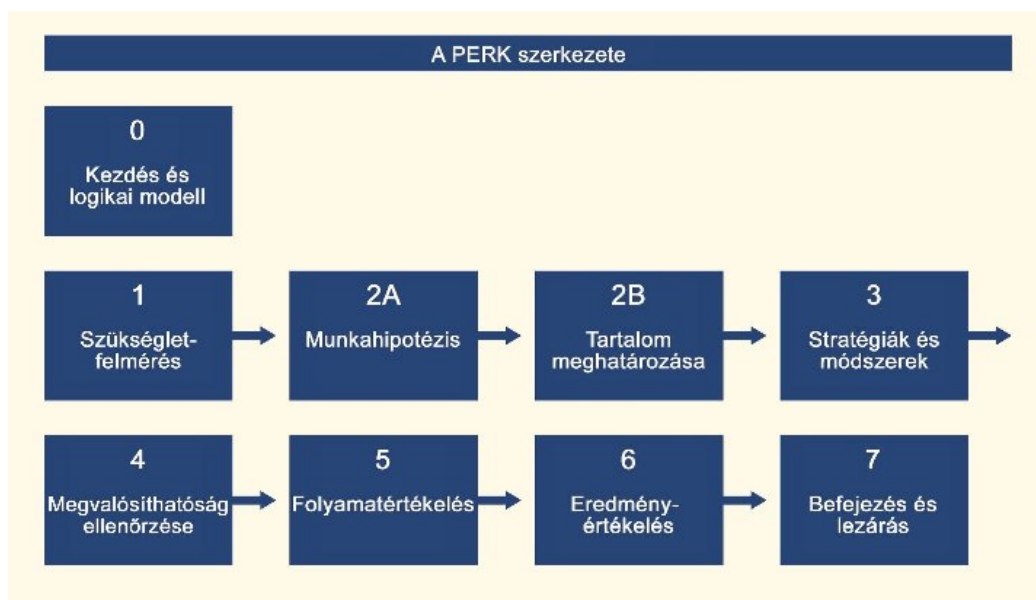 A PERK szerkezete
0
Kezdés és
logikai modell
1
Szükséglet-
felmérés
2A
Munkahipotézis
2B
Tartalom
meghatározása
3
Stratégiák és
módszerek
4
Megvalósíthatóság
ellenőrzése
5
Folyamatértékelés
6
Eredmény-
értékelés
7
Befejezés és
lezárás